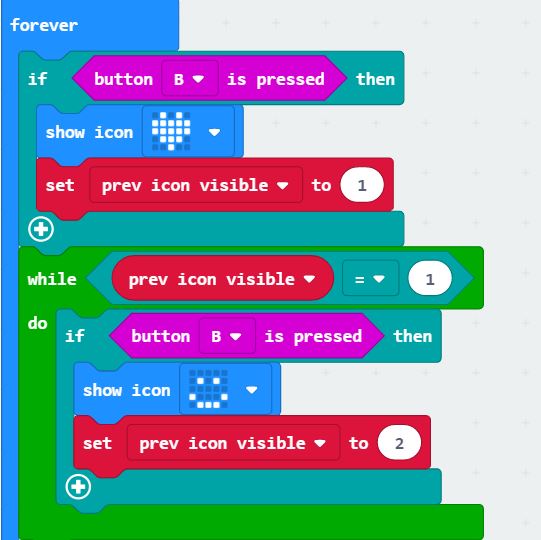 forever
if button B is pressed then
show icon
set prev icon visible to 1
while prev icon visible = 1
do if button B is pressed then
show icon
set prev icon visible to 2